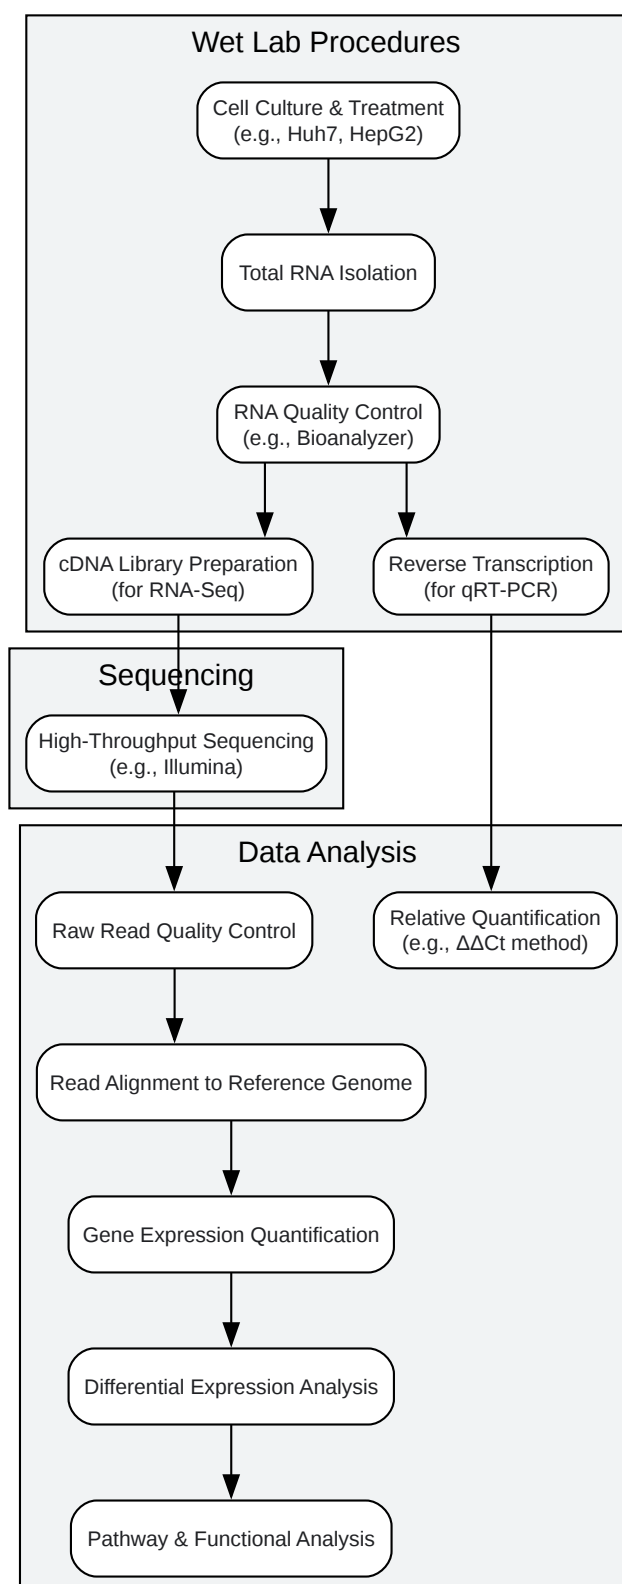 Wet Lab Procedures
Cell Culture & Treatment
(e.g., Huh7, HepG2)
Total RNA Isolation
RNA Quality Control
(e.g., Bioanalyzer)
cDNA Library Preparation
(for RNA-Seq)
Reverse Transcription
(for qRT-PCR)
Sequencing
High-Throughput Sequencing
(e.g., Illumina)
Data Analysis
Raw Read Quality Control
Relative Quantification
(e.g., ΔΔCt method)
Read Alignment to Reference Genome
Gene Expression Quantification
Differential Expression Analysis
Pathway & Functional Analysis